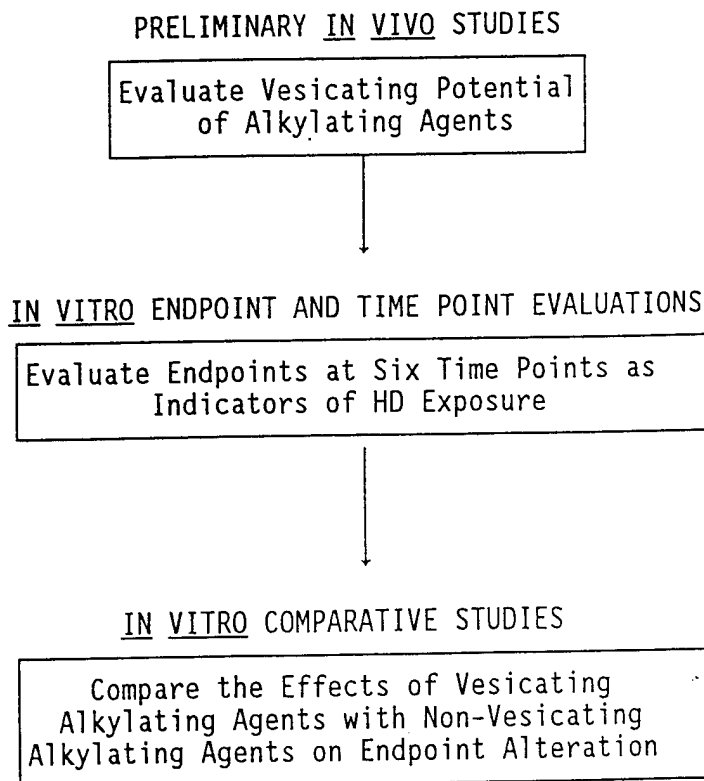 PRELIMINARY IN VIVO STUDIES
Evaluate Vesicating Potential
of Alkylating Agents
IN VITRO ENDPOINT AND TIME POINT EVALUATIONS
Evaluate Endpoints at Six Time Points as
Indicators of HD Exposure
IN VITRO COMPARATIVE STUDIES
Compare the Effects of Vesicating
Alkylating Agents with Non-Vesicating
Alkylating Agents on Endpoint Alteration